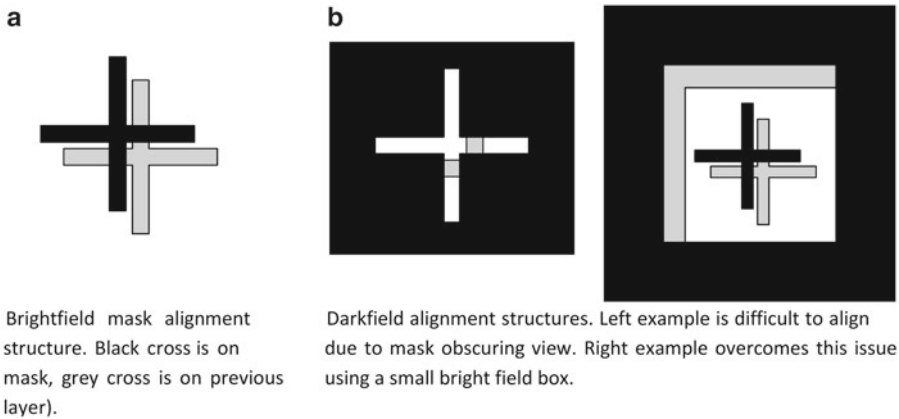 a
b
Brightfield mask alignment
structure. Black cross is on
mask, grey cross is on previous
layer).
Darkfield alignment structures. Left example is difficult to align
due to mask obscuring view. Right example overcomes this issue
using a small bright field box.